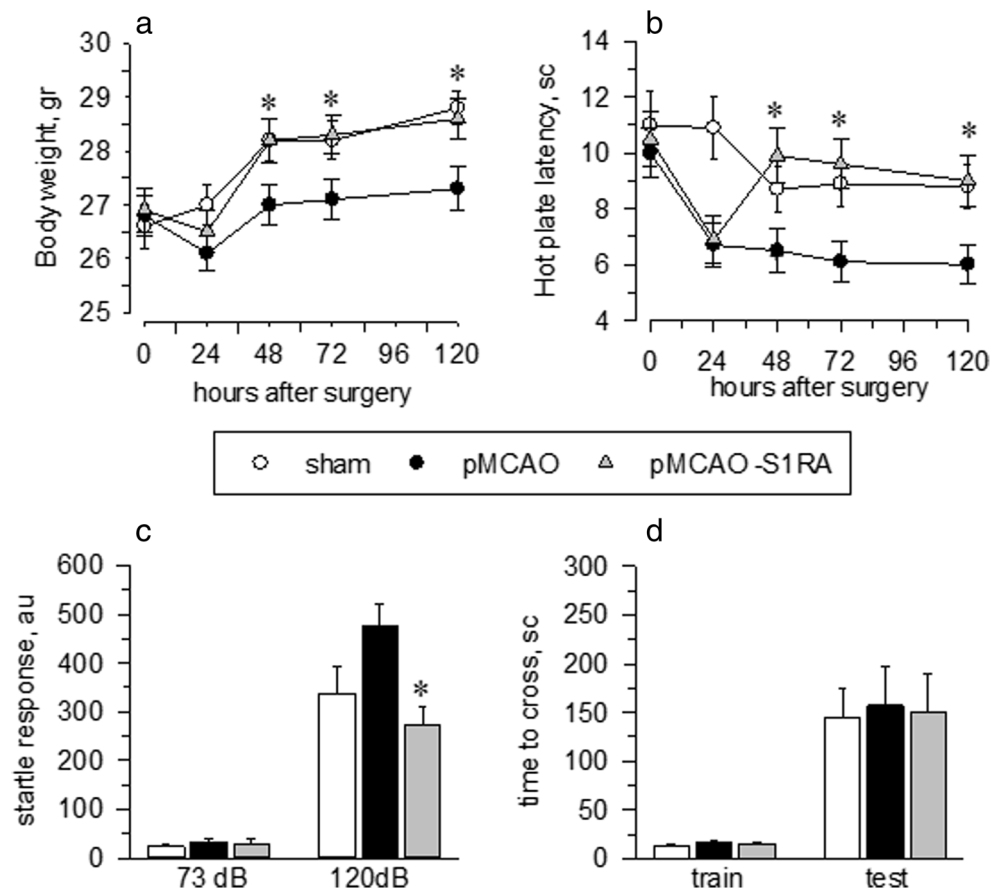 a
Body weight, gr
30
29
28
27
26
25
* * *
0 24 48 72 96 120
hours after surgery
b
Hot plate latency, sc
14
12
10
8
6
4
* * *
0 24 48 72 96 120
hours after surgery
sham pMCAO pMCAO -S1RA
c
startle response, au
600
500
400
300
200
100
0
*
73 dB 120dB
d
time to cross, sc
300
250
200
150
100
50
0
train test